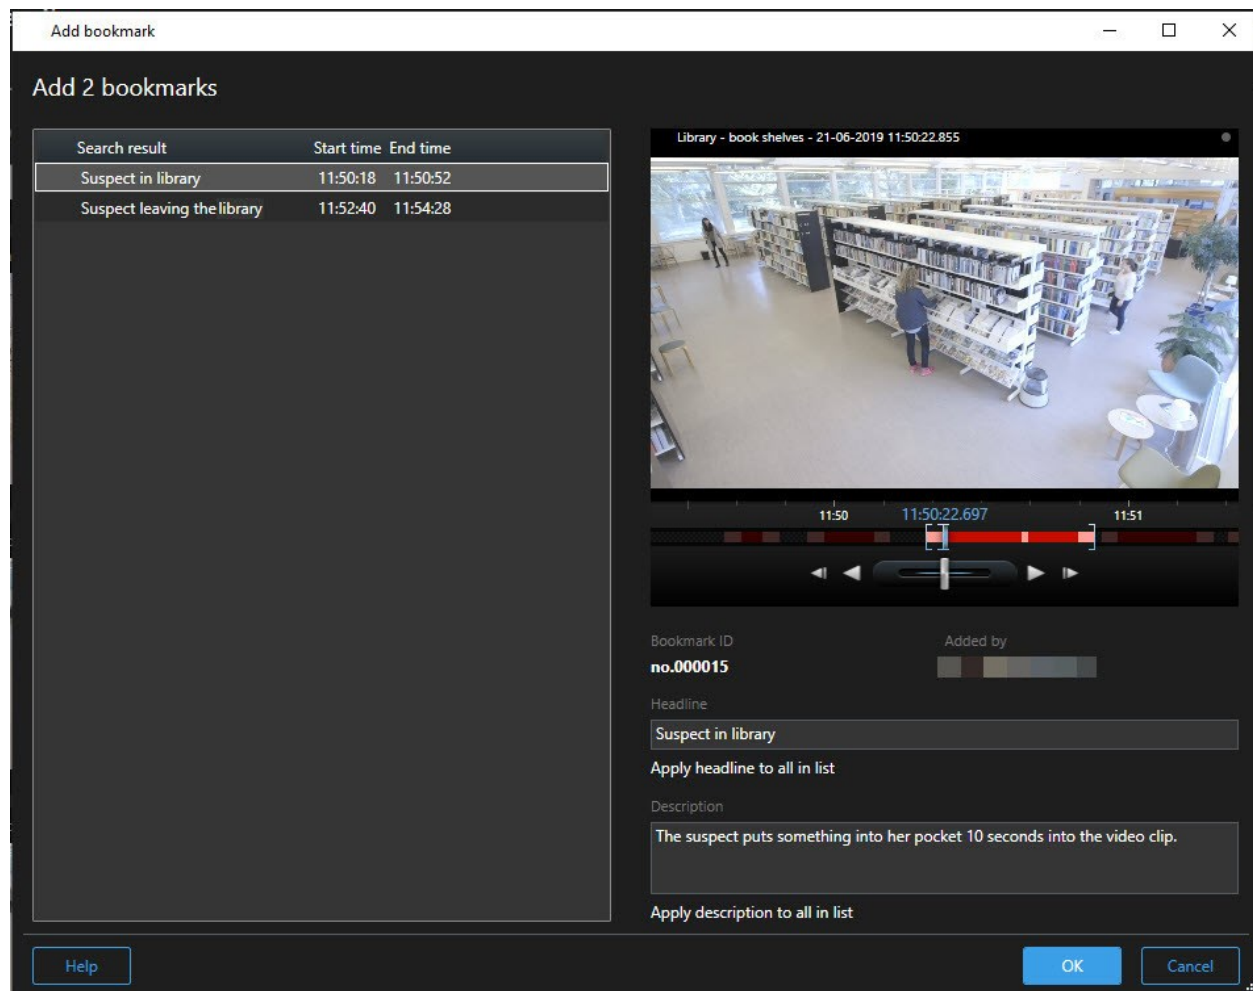 Add bookmark
Add 2 bookmarks
Search result Start time End time
Suspect in library 11:50:18 11:50:52
Suspect leaving the library 11:52:40 11:54:28
Library - book shelves - 21-06-2019 11:50:22.855
11:50 11:50:22.697 11:51
Bookmark ID Added by
no.000015
Headline
Suspect in library
Apply headline to all in list
Description
The suspect puts something into her pocket 10 seconds into the video clip.
Apply description to all in list
Help OK Cancel